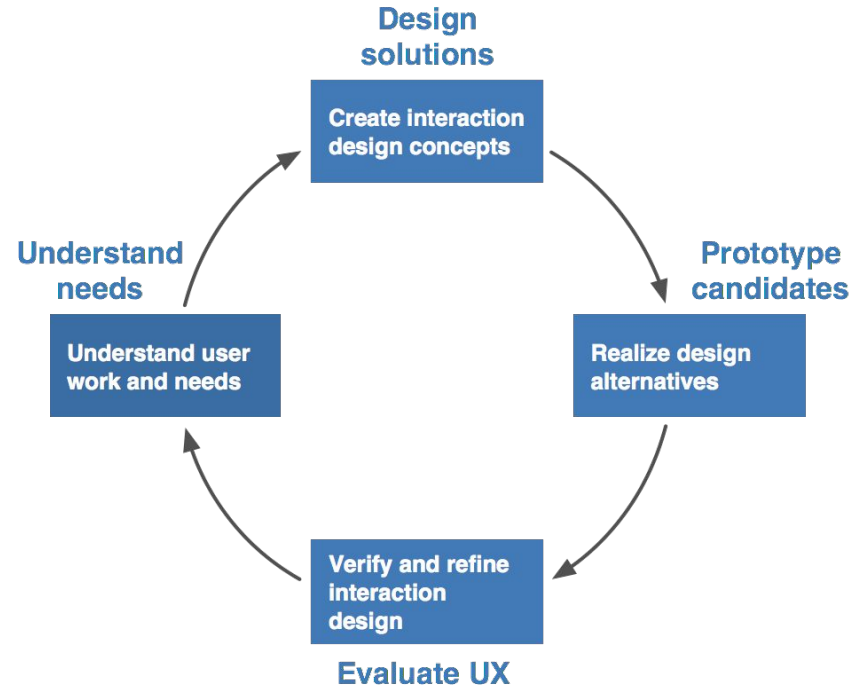 Design
solutions
Create interaction
design concepts
Understand
needs
Understand user
work and needs
Prototype
candidates
Realize design
alternatives
Verify and refine
interaction
design
Evaluate UX